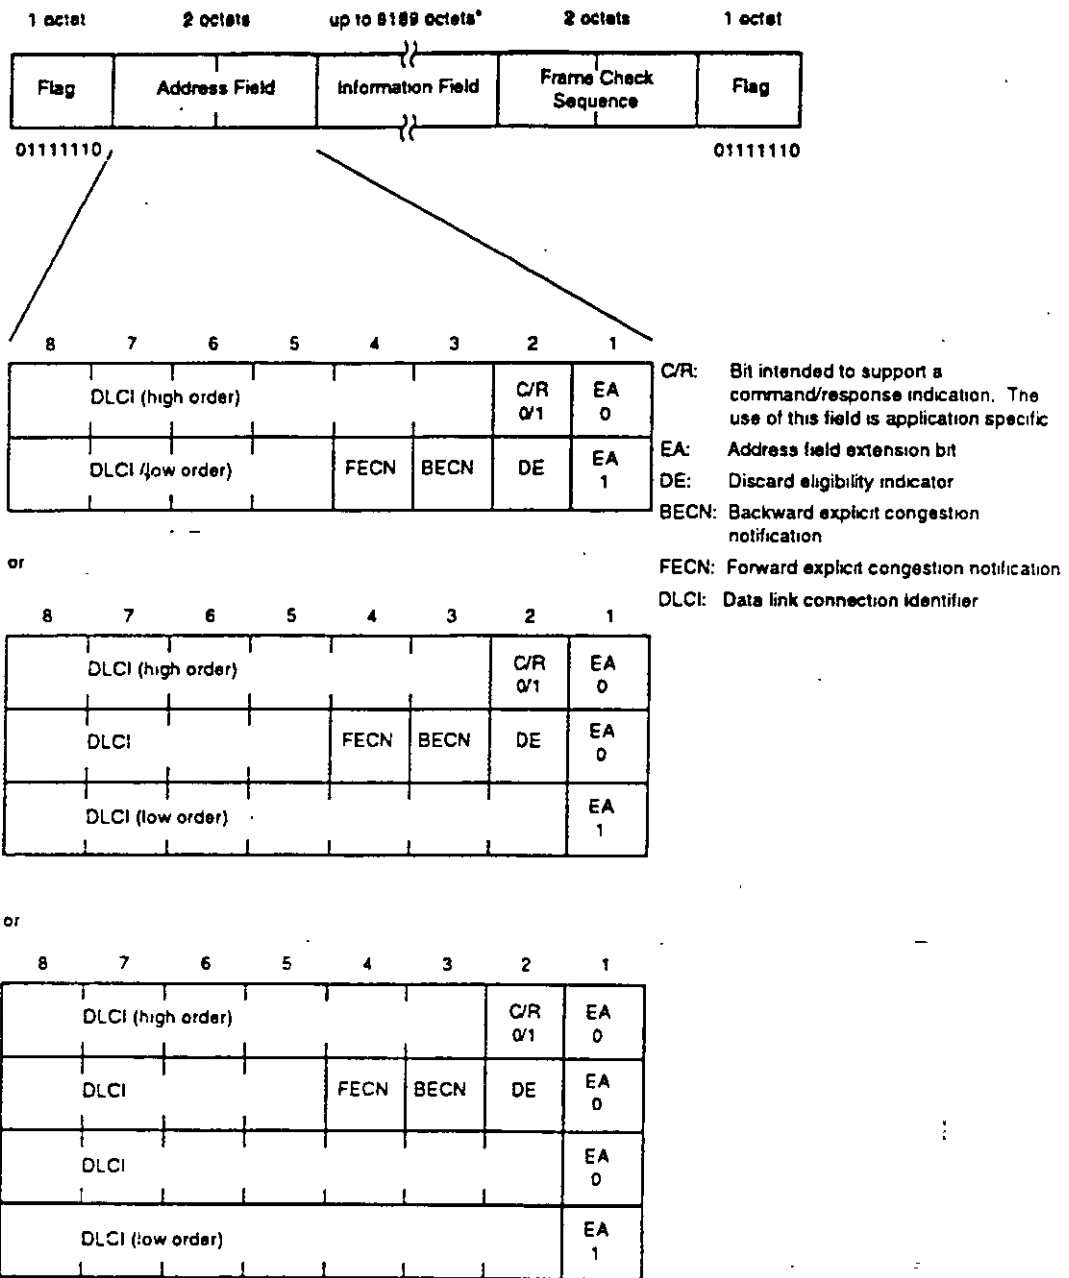 1 octet 2 octets up to 8189 octets* 2 octets 1 octet
Flag Address Field Information Field Frame Check Sequence Flag
01111110 01111110
8 7 6 5 4 3 2 1
DLCI (high order) C/R 0/1 EA 0
DLCI (low order) FECN BECN DE EA 1
C/R: Bit intended to support a
command/response indication. The
use of this field is application specific
EA: Address field extension bit
DE: Discard eligibility indicator
BECN: Backward explicit congestion
notification
FECN: Forward explicit congestion notification
DLCI: Data link connection identifier
or
8 7 6 5 4 3 2 1
DLCI (high order) C/R 0/1 EA 0
DLCI FECN BECN DE EA 0
DLCI (low order) EA 1
or
8 7 6 5 4 3 2 1
DLCI (high order) C/R 0/1 EA 0
DLCI FECN BECN DE EA 0
DLCI EA 0
DLCI (low order) EA 1